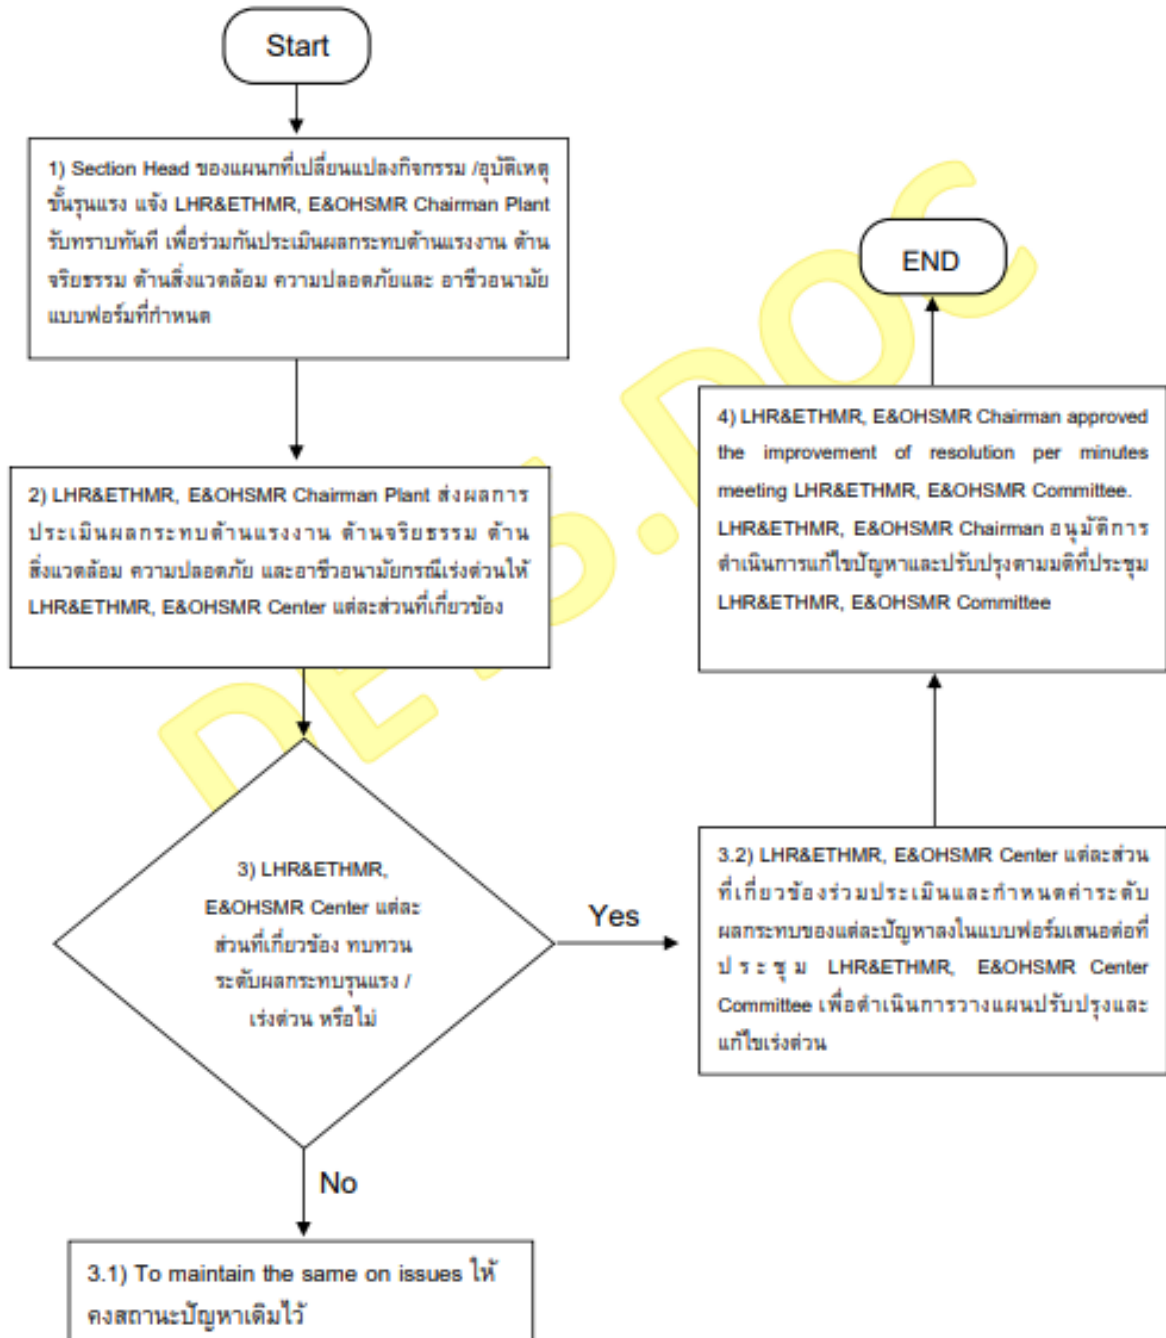 Start
1) Section Head ของแผนกที่เปลี่ยนแปลงกิจกรรม /อุบัติเหตุ
ขั้นรุนแรง แจ้ง LHR&ETHMR, E&OHSMR Chairman Plant
รับทราบทันที เพื่อร่วมกันประเมินผลกระทบด้านแรงงาน ด้าน
จริยธรรม ด้านสิ่งแวดล้อม ความปลอดภัยและ อาชีวอนามัย
แบบฟอร์มที่กำหนด
2) LHR&ETHMR, E&OHSMR Chairman Plant ส่งผลการ
ประเมินผลกระทบด้านแรงงาน ด้านจริยธรรม ด้าน
สิ่งแวดล้อม ความปลอดภัย และอาชีวอนามัยกรณีเร่งด่วนให้
LHR&ETHMR, E&OHSMR Center แต่ละส่วนที่เกี่ยวข้อง
3) LHR&ETHMR,
E&OHSMR Center แต่ละ
ส่วนที่เกี่ยวข้อง ทบทวน
ระดับผลกระทบรุนแรง /
เร่งด่วน หรือไม่
No
3.1) To maintain the same on issues ให้
คงสถานะปัญหาเดิมไว้
Yes
3.2) LHR&ETHMR, E&OHSMR Center แต่ละส่วน
ที่เกี่ยวข้องร่วมประเมินและกำหนดค่าระดับ
ผลกระทบของแต่ละปัญหาลงในแบบฟอร์มเสนอต่อที่
ประชุม LHR&ETHMR, E&OHSMR Center
Committee เพื่อดำเนินการวางแผนปรับปรุงและ
แก้ไขเร่งด่วน
4) LHR&ETHMR, E&OHSMR Chairman approved
the improvement of resolution per minutes
meeting LHR&ETHMR, E&OHSMR Committee.
LHR&ETHMR, E&OHSMR Chairman อนุมัติการ
ดำเนินการแก้ไขปัญหาและปรับปรุงตามมติที่ประชุม
LHR&ETHMR, E&OHSMR Committee
END